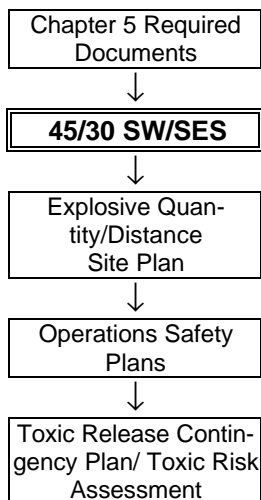 Chapter 5 Required
Documents
45/30 SW/SES
Explosive Quan-
tity/Distance
Site Plan
Operations Safety
Plans
Toxic Release Contin-
gency Plan/ Toxic Risk
Assessment